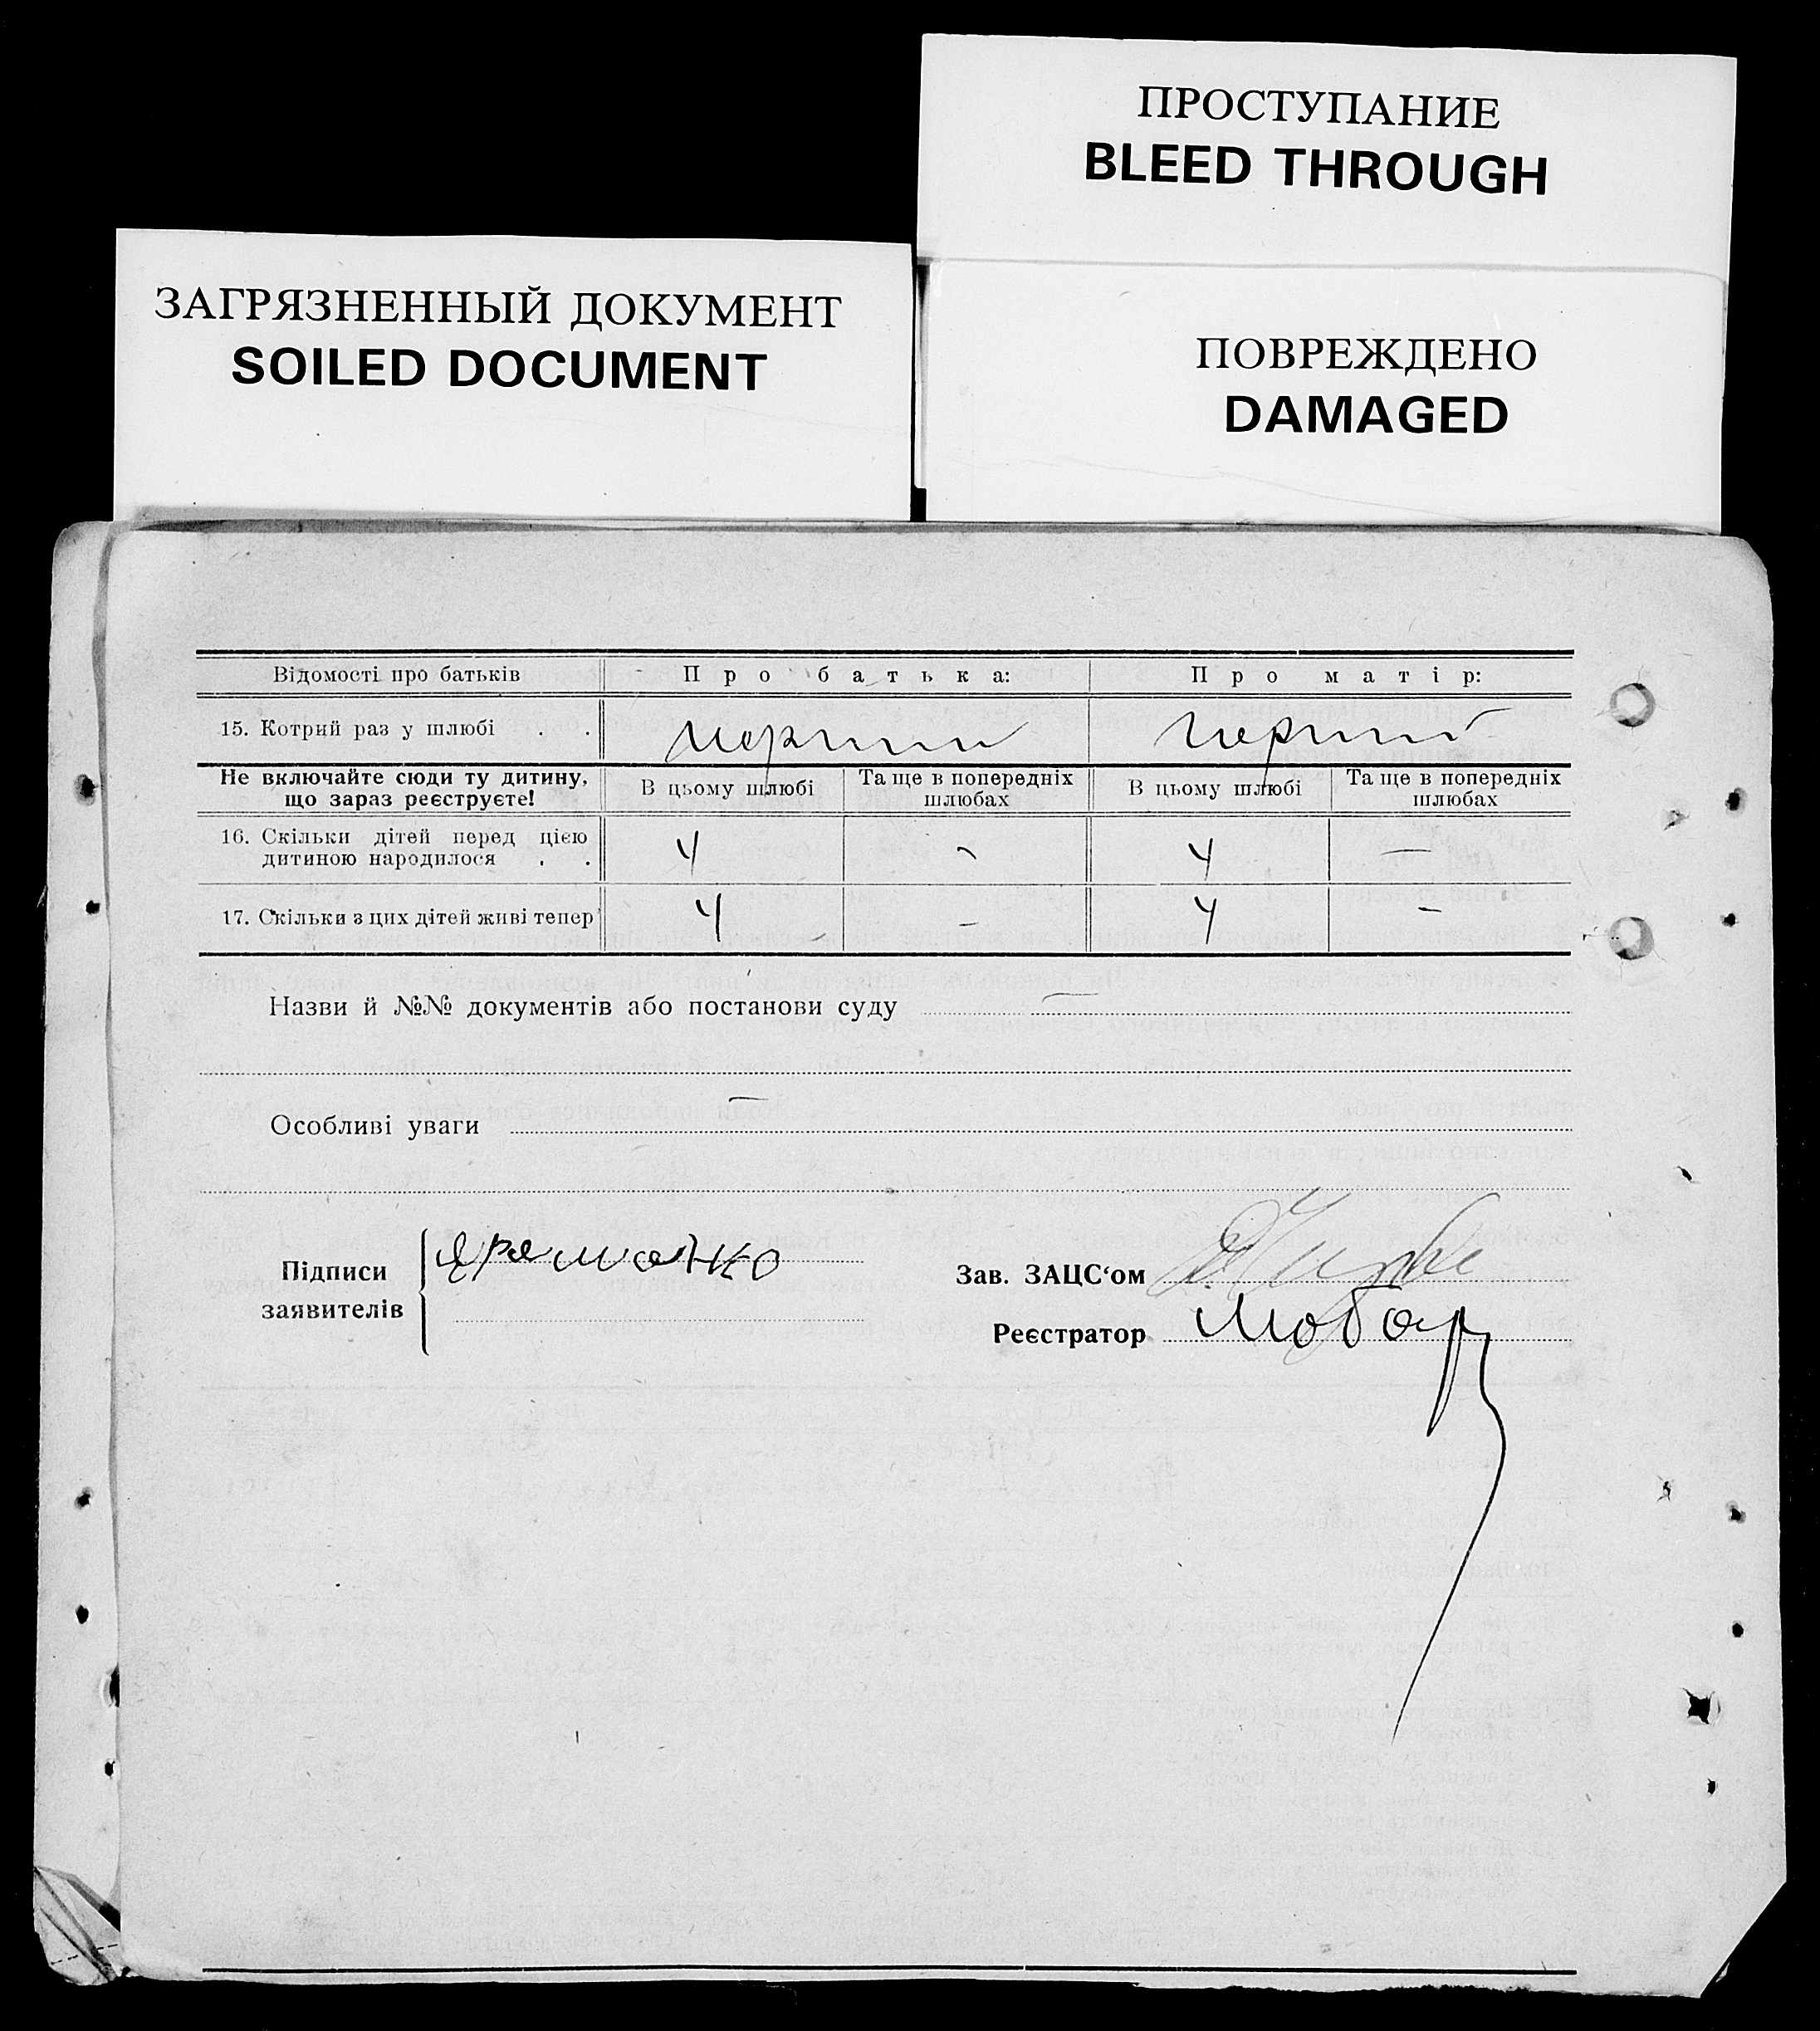 ПРОСТУПАНИЕ
BLEED THROUGH
ЗАГРЯЗНЕННЫЙ ДОКУМЕНТ
SOILED DOCUMENT
ПОВРЕЖДЕНО
DAMAGED
Відомості про батьків Про батька: Про матір:
15. Котрий раз у шлюбі . .
Не включайте сюди ту дитину, що зараз реєструєте! В цьому шлюбі Та ще в попередніх шлюбах В цьому шлюбі Та ще в попередніх шлюбах
16. Скільки дітей перед цією дитиною народилося . . 4 - 4 —
17. Скільки з цих дітей живі тепер 4 - 4 -
Назви й №№ документів або постанови суду —
Особливі уваги —
Підписи заявителів
Зав. ЗАЦС‘ом
Реєстратор